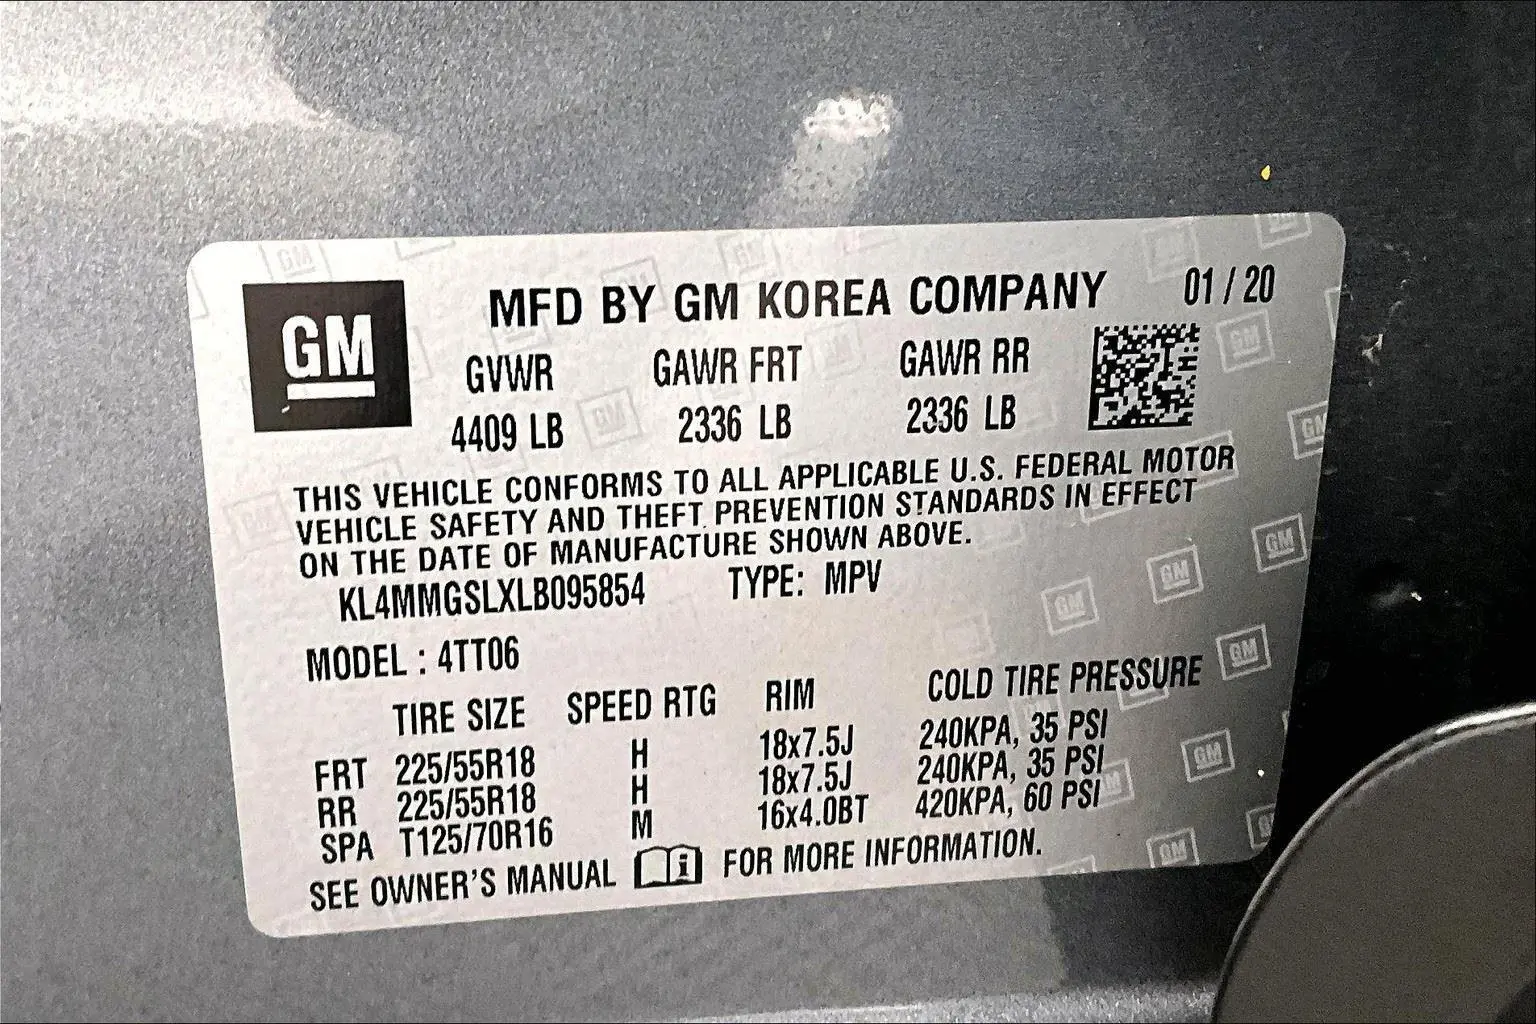 GM
MFD BY GM KOREA COMPANY 01 / 20
GVWR GAWR FRT GAWR RR
4409 LB 2336 LB 2336 LB
THIS VEHICLE CONFORMS TO ALL APPLICABLE U.S. FEDERAL MOTOR
VEHICLE SAFETY AND THEFT PREVENTION STANDARDS IN EFFECT
ON THE DATE OF MANUFACTURE SHOWN ABOVE.
KL4MMGSLXLB095854 TYPE: MPV
MODEL : 4TT06
TIRE SIZE SPEED RTG RIM COLD TIRE PRESSURE
FRT 225/55R18 H 18x7.5J 240KPA, 35 PSI
RR 225/55R18 H 18x7.5J 240KPA, 35 PSI
SPA T125/70R16 M 16x4.0BT 420KPA, 60 PSI
SEE OWNER'S MANUAL i FOR MORE INFORMATION.